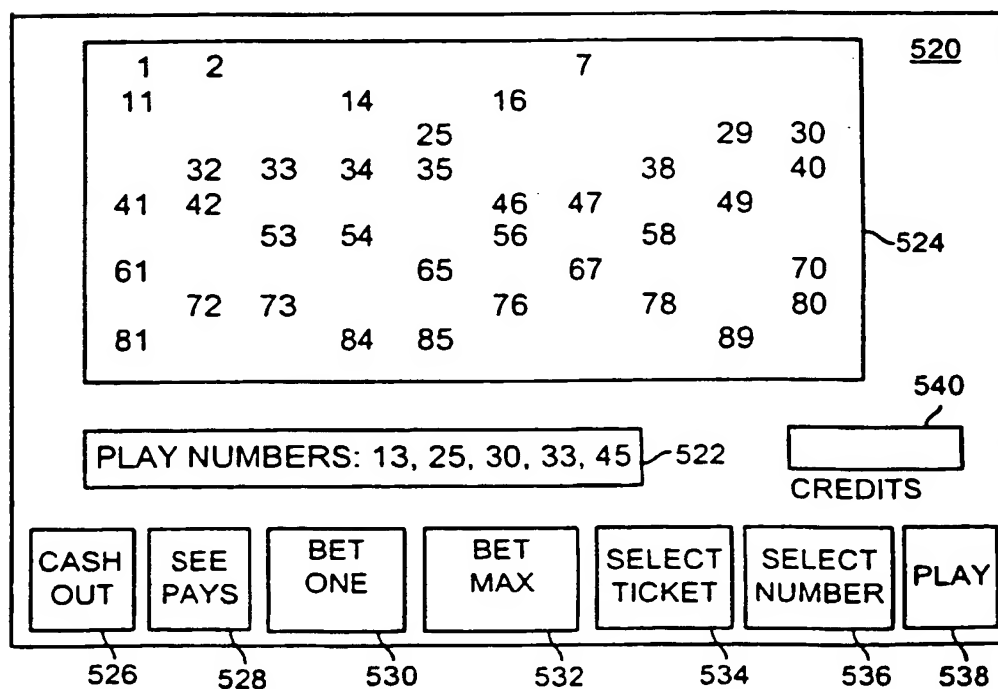 520
1 2 7
11 14 16
25 29 30
32 33 34 35 38 40
41 42 46 47 49
53 54 56 58
524
61 65 67 70
72 73 76 78 80
81 84 85 89
540
PLAY NUMBERS: 13, 25, 30, 33, 45
522
CREDITS
CASH OUT
SEE PAYS
BET ONE
BET MAX
SELECT TICKET
SELECT NUMBER
PLAY
526 528 530 532 534 536 538